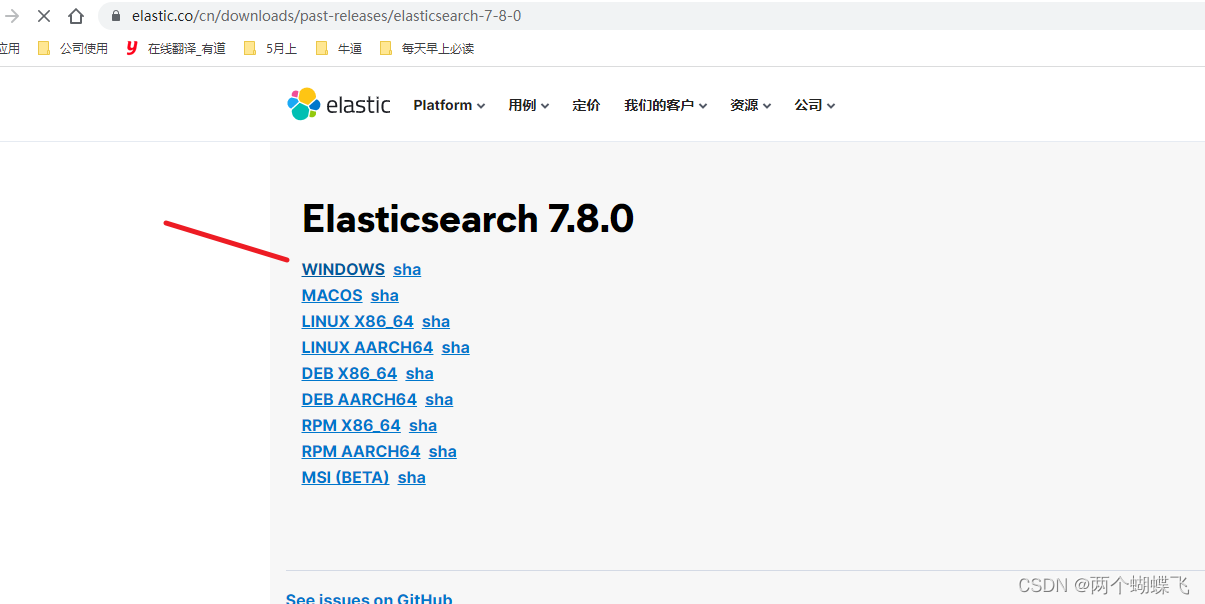 elastic.co/cn/downloads/past-releases/elasticsearch-7-8-0
应用 公司使用 y 在线翻译_有道 5月上 牛逼 每天早上必读
elastic Platform 用例 定价 我们的客户 资源 公司
Elasticsearch 7.8.0
WINDOWS sha
MACOS sha
LINUX X86_64 sha
LINUX AARCH64 sha
DEB X86_64 sha
DEB AARCH64 sha
RPM X86_64 sha
RPM AARCH64 sha
MSI (BETA) sha
See issues on GitHub
CSDN @两个蝴蝶飞